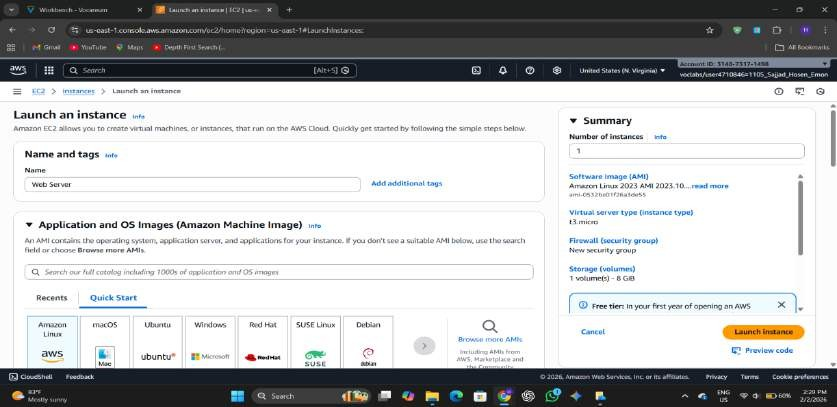 Workbench - Vocareum
Launch an instance | EC2 | us-e
us-east-1.console.aws.amazon.com/ec2/home?region=us-east-1#LaunchInstances:
Gmail YouTube Maps Depth First Search (...
All Bookmarks
aws Search [Alt+S]
United States (N. Virginia)
Account ID: 3140-7317-1498
voclabs/user4710846=1105_Sajjad_Hosen_Emon
EC2 > Instances > Launch an instance
Launch an instance Info
Amazon EC2 allows you to create virtual machines, or instances, that run on the AWS Cloud. Quickly get started by following the simple steps below.
Name and tags Info
Name
Web Server
Add additional tags
Application and OS Images (Amazon Machine Image) Info
An AMI contains the operating system, application server, and applications for your instance. If you don't see a suitable AMI below, use the search
field or choose Browse more AMIs.
Search our full catalog including 1000s of application and OS images
Recents Quick Start
Amazon Linux
aws
macOS
Mac
Ubuntu
ubuntu
Windows
Microsoft
Red Hat
RedHat
SUSE Linux
SUSE
Debian
debian
Browse more AMIs
Including AMIs from
AWS, Marketplace and
the Community
Summary
Number of instances Info
1
Software Image (AMI)
Amazon Linux 2023 AMI 2023.10....read more
ami-0532be01f26a3de55
Virtual server type (instance type)
t3.micro
Firewall (security group)
New security group
Storage (volumes)
1 volume(s) - 8 GiB
Free tier: In your first year of opening an AWS
Cancel
Launch instance
Preview code
CloudShell Feedback
© 2026, Amazon Web Services, Inc. or its affiliates. Privacy Terms Cookie preferences
83°F
Mostly sunny
Search
ENG
US
60%
2:20 PM
2/2/2026